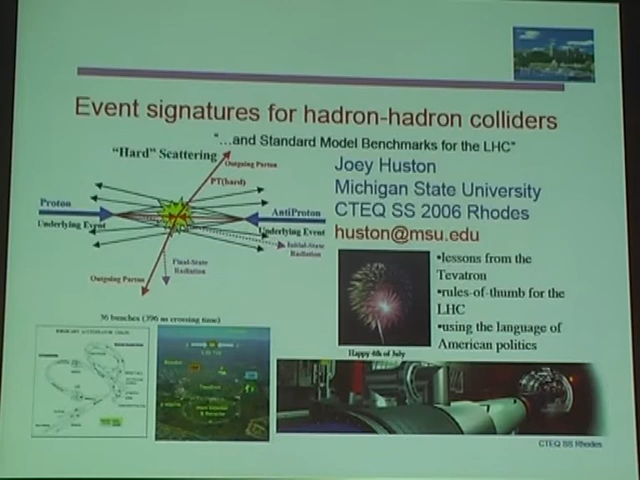 Event signatures for hadron-hadron colliders
"...and Standard Model Benchmarks for the LHC"
"Hard" Scattering
Outgoing Parton
PT(hard)
Proton
AntiProton
Underlying Event
Underlying Event
Initial-State
Radiation
Final-State
Radiation
Outgoing Parton
Joey Huston
Michigan State University
CTEQ SS 2006 Rhodes
huston@msu.edu
•lessons from the
Tevatron
•rules-of-thumb for the
LHC
•using the language of
American politics
Happy 4th of July
36 bunches (396 ns crossing time)
CTEQ SS Rhodes